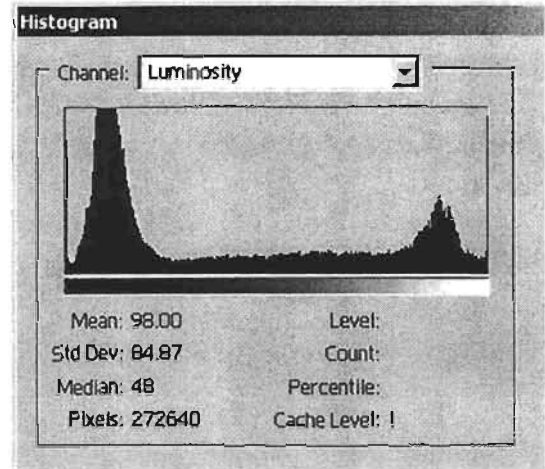 Histogram
Channel: Luminosity
Mean: 98.00 Level:
Std Dev: 84.87 Count:
Median: 48 Percentile:
Pixels: 272640 Cache Level: !